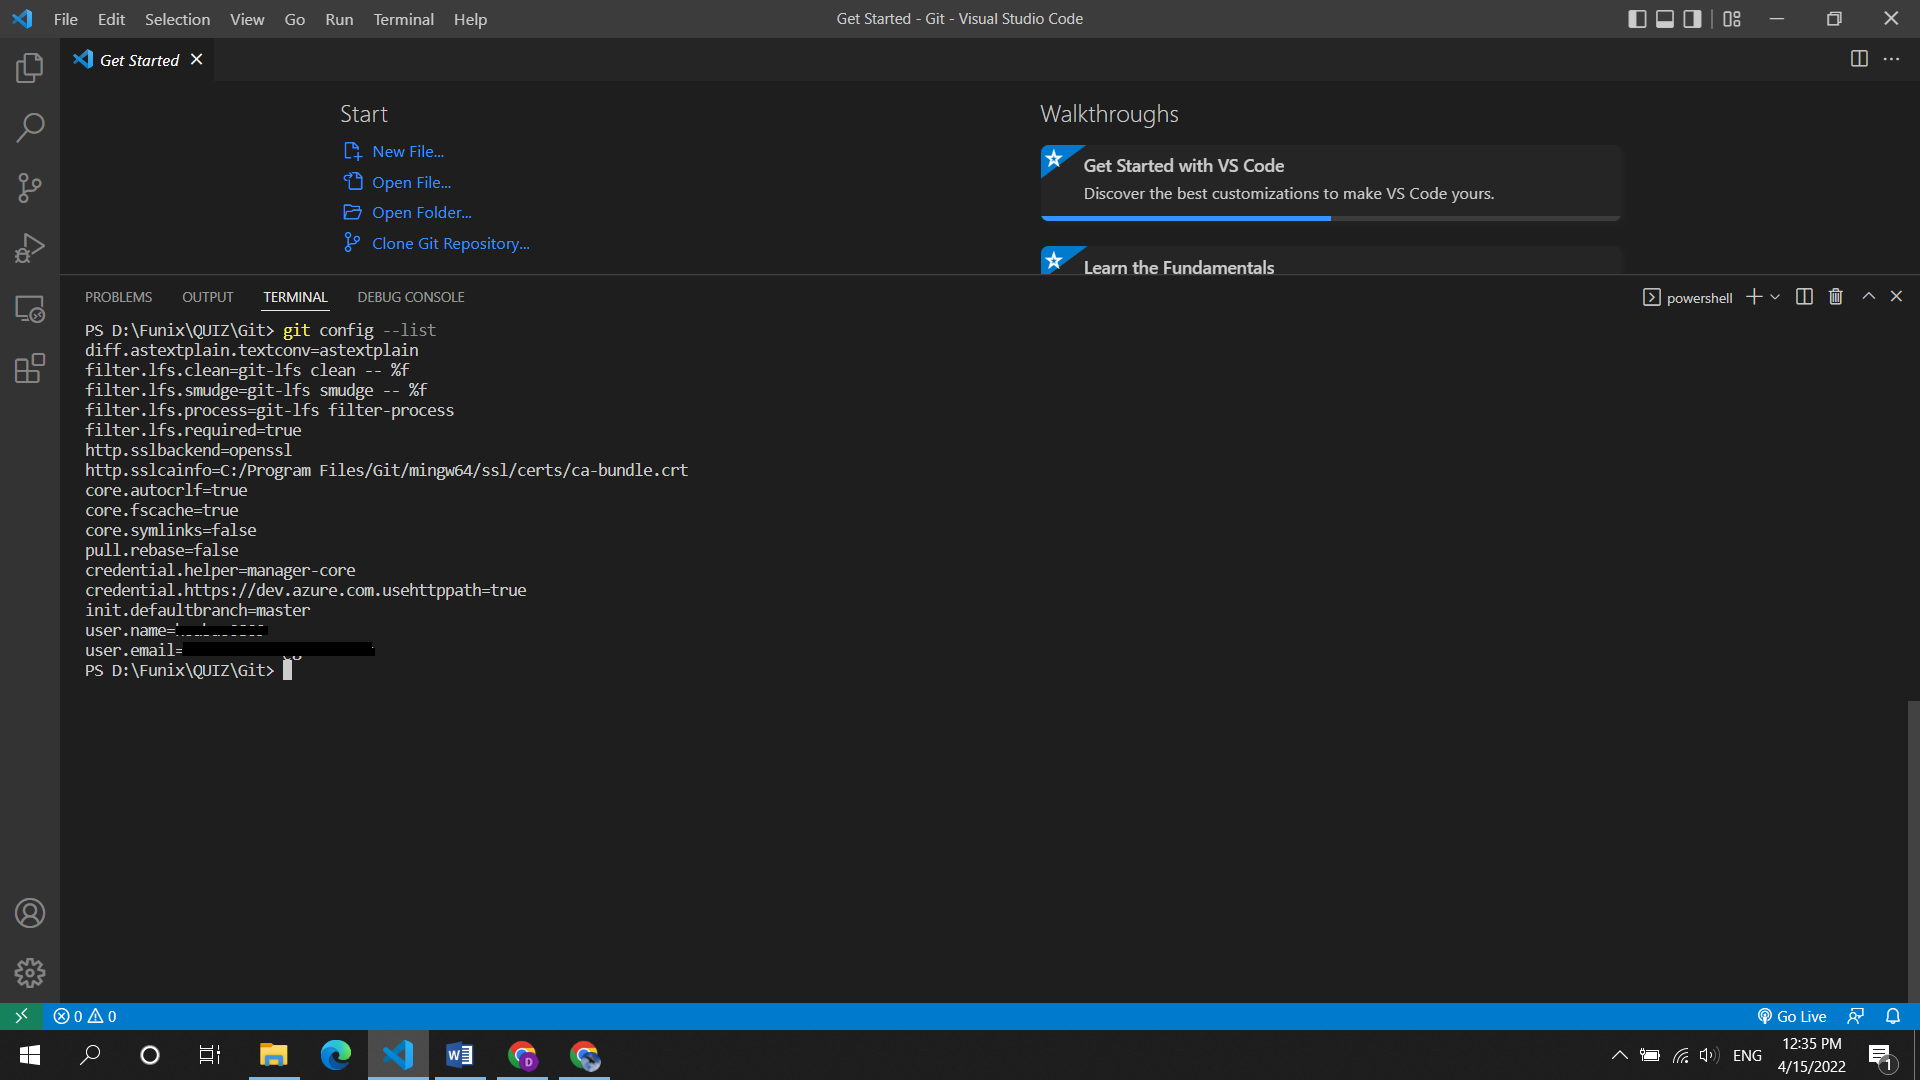 File Edit Selection View Go Run Terminal Help
Get Started - Git - Visual Studio Code
Get Started
Start
New File...
Open File...
Open Folder...
Clone Git Repository...
Walkthroughs
Get Started with VS Code
Discover the best customizations to make VS Code yours.
Learn the Fundamentals
PROBLEMS OUTPUT TERMINAL DEBUG CONSOLE
powershell
PS D:\Funix\QUIZ\Git> git config --list
diff.astextplain.textconv=astextplain
filter.lfs.clean=git-lfs clean -- %f
filter.lfs.smudge=git-lfs smudge -- %f
filter.lfs.process=git-lfs filter-process
filter.lfs.required=true
http.sslbackend=openssl
http.sslcainfo=C:/Program Files/Git/mingw64/ssl/certs/ca-bundle.crt
core.autocrlf=true
core.fscache=true
core.symlinks=false
pull.rebase=false
credential.helper=manager-core
credential.https://dev.azure.com.usehttppath=true
init.defaultbranch=master
user.name=
user.email=
PS D:\Funix\QUIZ\Git>
0 0
Go Live
ENG
12:35 PM
4/15/2022
1